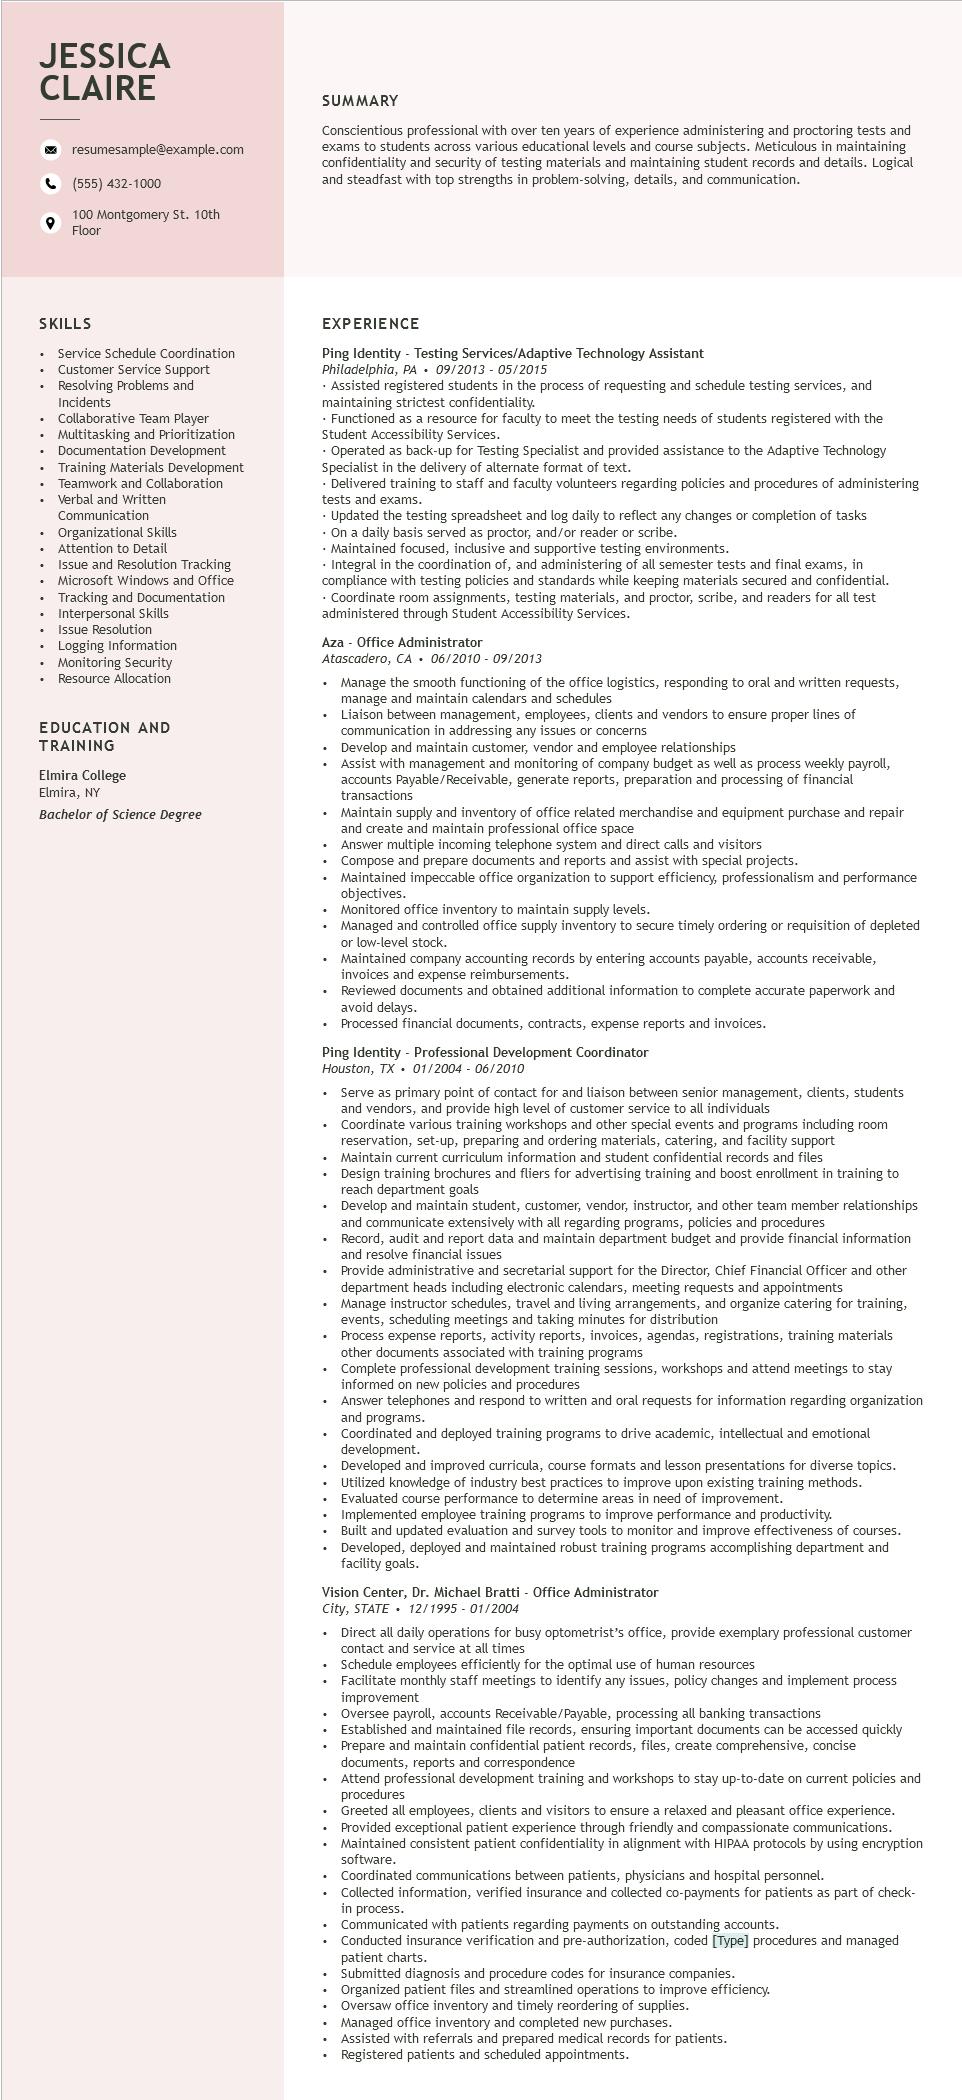 JESSICA
CLAIRE
resumesample@example.com
(555) 432-1000
100 Montgomery St. 10th
Floor
SUMMARY
Conscientious professional with over ten years of experience administering and proctoring tests and
exams to students across various educational levels and course subjects. Meticulous in maintaining
confidentiality and security of testing materials and maintaining student records and details. Logical
and steadfast with top strengths in problem-solving, details, and communication.
SKILLS
• Service Schedule Coordination
• Customer Service Support
• Resolving Problems and
Incidents
• Collaborative Team Player
• Multitasking and Prioritization
• Documentation Development
• Training Materials Development
• Teamwork and Collaboration
• Verbal and Written
Communication
• Organizational Skills
• Attention to Detail
• Issue and Resolution Tracking
• Microsoft Windows and Office
• Tracking and Documentation
• Interpersonal Skills
• Issue Resolution
• Logging Information
• Monitoring Security
• Resource Allocation
EDUCATION AND
TRAINING
Elmira College
Elmira, NY
Bachelor of Science Degree
EXPERIENCE
Ping Identity - Testing Services/Adaptive Technology Assistant
Philadelphia, PA • 09/2013 - 05/2015
· Assisted registered students in the process of requesting and schedule testing services, and
maintaining strictest confidentiality.
· Functioned as a resource for faculty to meet the testing needs of students registered with the
Student Accessibility Services.
· Operated as back-up for Testing Specialist and provided assistance to the Adaptive Technology
Specialist in the delivery of alternate format of text.
· Delivered training to staff and faculty volunteers regarding policies and procedures of administering
tests and exams.
· Updated the testing spreadsheet and log daily to reflect any changes or completion of tasks
· On a daily basis served as proctor, and/or reader or scribe.
· Maintained focused, inclusive and supportive testing environments.
· Integral in the coordination of, and administering of all semester tests and final exams, in
compliance with testing policies and standards while keeping materials secured and confidential.
· Coordinate room assignments, testing materials, and proctor, scribe, and readers for all test
administered through Student Accessibility Services.
Aza - Office Administrator
Atascadero, CA • 06/2010 - 09/2013
• Manage the smooth functioning of the office logistics, responding to oral and written requests,
manage and maintain calendars and schedules
• Liaison between management, employees, clients and vendors to ensure proper lines of
communication in addressing any issues or concerns
• Develop and maintain customer, vendor and employee relationships
• Assist with management and monitoring of company budget as well as process weekly payroll,
accounts Payable/Receivable, generate reports, preparation and processing of financial
transactions
• Maintain supply and inventory of office related merchandise and equipment purchase and repair
and create and maintain professional office space
• Answer multiple incoming telephone system and direct calls and visitors
• Compose and prepare documents and reports and assist with special projects.
• Maintained impeccable office organization to support efficiency, professionalism and performance
objectives.
• Monitored office inventory to maintain supply levels.
• Managed and controlled office supply inventory to secure timely ordering or requisition of depleted
or low-level stock.
• Maintained company accounting records by entering accounts payable, accounts receivable,
invoices and expense reimbursements.
• Reviewed documents and obtained additional information to complete accurate paperwork and
avoid delays.
• Processed financial documents, contracts, expense reports and invoices.
Ping Identity - Professional Development Coordinator
Houston, TX • 01/2004 - 06/2010
• Serve as primary point of contact for and liaison between senior management, clients, students
and vendors, and provide high level of customer service to all individuals
• Coordinate various training workshops and other special events and programs including room
reservation, set-up, preparing and ordering materials, catering, and facility support
• Maintain current curriculum information and student confidential records and files
• Design training brochures and fliers for advertising training and boost enrollment in training to
reach department goals
• Develop and maintain student, customer, vendor, instructor, and other team member relationships
and communicate extensively with all regarding programs, policies and procedures
• Record, audit and report data and maintain department budget and provide financial information
and resolve financial issues
• Provide administrative and secretarial support for the Director, Chief Financial Officer and other
department heads including electronic calendars, meeting requests and appointments
• Manage instructor schedules, travel and living arrangements, and organize catering for training,
events, scheduling meetings and taking minutes for distribution
• Process expense reports, activity reports, invoices, agendas, registrations, training materials
other documents associated with training programs
• Complete professional development training sessions, workshops and attend meetings to stay
informed on new policies and procedures
• Answer telephones and respond to written and oral requests for information regarding organization
and programs.
• Coordinated and deployed training programs to drive academic, intellectual and emotional
development.
• Developed and improved curricula, course formats and lesson presentations for diverse topics.
• Utilized knowledge of industry best practices to improve upon existing training methods.
• Evaluated course performance to determine areas in need of improvement.
• Implemented employee training programs to improve performance and productivity.
• Built and updated evaluation and survey tools to monitor and improve effectiveness of courses.
• Developed, deployed and maintained robust training programs accomplishing department and
facility goals.
Vision Center, Dr. Michael Bratti - Office Administrator
City, STATE • 12/1995 - 01/2004
• Direct all daily operations for busy optometrist’s office, provide exemplary professional customer
contact and service at all times
• Schedule employees efficiently for the optimal use of human resources
• Facilitate monthly staff meetings to identify any issues, policy changes and implement process
improvement
• Oversee payroll, accounts Receivable/Payable, processing all banking transactions
• Established and maintained file records, ensuring important documents can be accessed quickly
• Prepare and maintain confidential patient records, files, create comprehensive, concise
documents, reports and correspondence
• Attend professional development training and workshops to stay up-to-date on current policies and
procedures
• Greeted all employees, clients and visitors to ensure a relaxed and pleasant office experience.
• Provided exceptional patient experience through friendly and compassionate communications.
• Maintained consistent patient confidentiality in alignment with HIPAA protocols by using encryption
software.
• Coordinated communications between patients, physicians and hospital personnel.
• Collected information, verified insurance and collected co-payments for patients as part of check-
in process.
• Communicated with patients regarding payments on outstanding accounts.
• Conducted insurance verification and pre-authorization, coded [Type] procedures and managed
patient charts.
• Submitted diagnosis and procedure codes for insurance companies.
• Organized patient files and streamlined operations to improve efficiency.
• Oversaw office inventory and timely reordering of supplies.
• Managed office inventory and completed new purchases.
• Assisted with referrals and prepared medical records for patients.
• Registered patients and scheduled appointments.